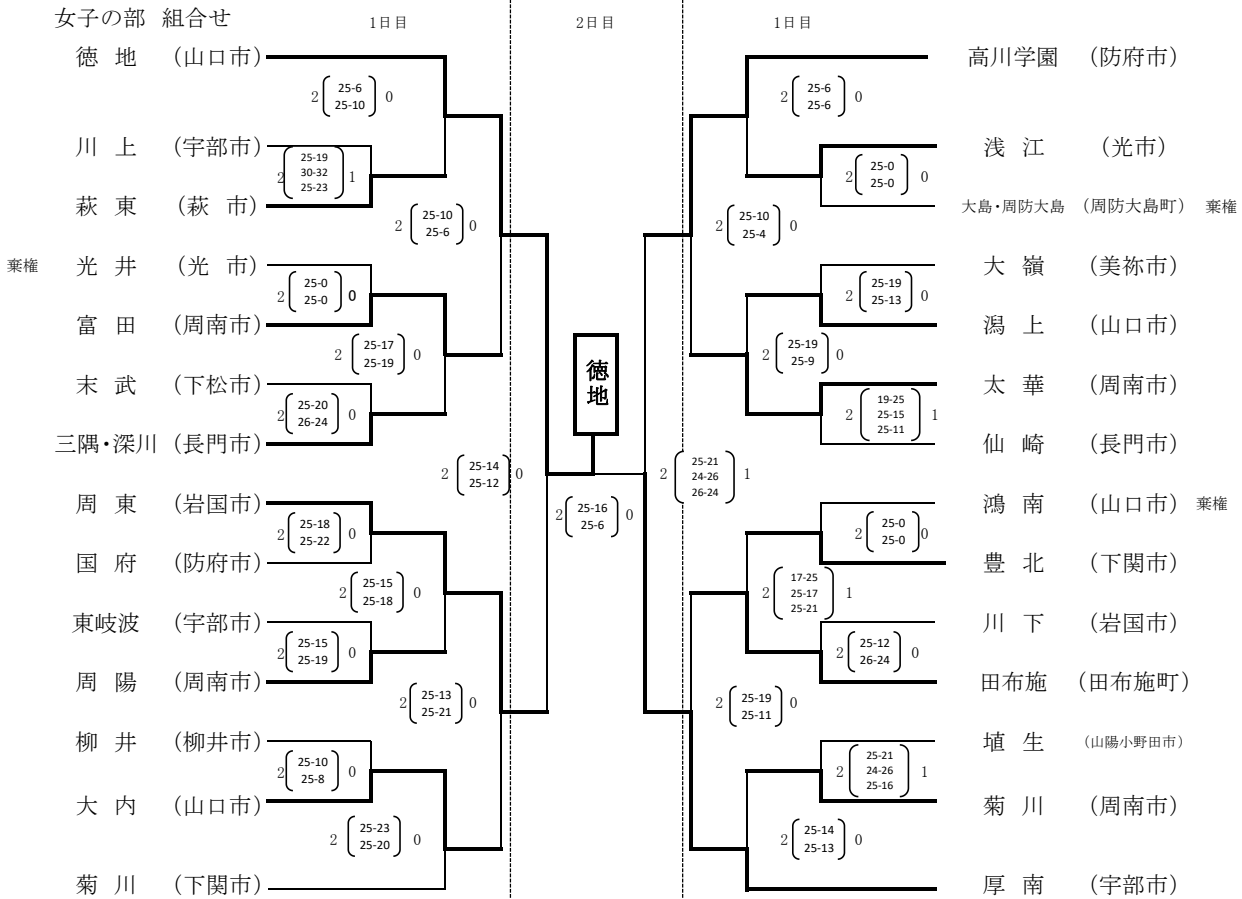 女子の部 組合せ
1日目
2日目
1日目
徳 地 (山口市)
高川学園 (防府市)
2 25-6 0
25-10
2 25-6 0
25-6
川 上 (宇部市)
浅 江 (光市)
2 25-19 1
30-32
25-23
2 25-0 0
25-0
萩 東 (萩 市)
大島・周防大島 (周防大島町) 棄権
2 25-10 0
25-6
2 25-10 0
25-4
棄権 光 井 (光 市)
大 嶺 (美祢市)
2 25-0 0
25-0
2 25-19 0
25-13
富 田 (周南市)
潟 上 (山口市)
2 25-17 0
25-19
2 25-19 0
25-9
徳地
末 武 (下松市)
太 華 (周南市)
2 25-20 0
26-24
2 19-25 1
25-15
25-11
三隅・深川 (長門市)
仙 崎 (長門市)
2 25-14 0
25-12
2 25-21 1
24-26
26-24
周 東 (岩国市)
鴻 南 (山口市) 棄権
2 25-18 0
25-22
2 25-16 0
25-6
2 25-0 0
25-0
国 府 (防府市)
豊 北 (下関市)
2 25-15 0
25-18
2 17-25 1
25-17
25-21
東岐波 (宇部市)
川 下 (岩国市)
2 25-15 0
25-19
2 25-12 0
26-24
周 陽 (周南市)
田布施 (田布施町)
2 25-13 0
25-21
2 25-19 0
25-11
柳 井 (柳井市)
埴 生 (山陽小野田市)
2 25-10 0
25-8
2 25-21 1
24-26
25-16
大 内 (山口市)
菊 川 (周南市)
2 25-23 0
25-20
2 25-14 0
25-13
菊 川 (下関市)
厚 南 (宇部市)